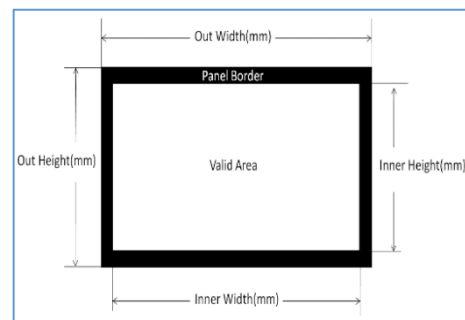 Out Width(mm)
Panel Border
Out Height(mm)
Valid Area
Inner Height(mm)
Inner Width(mm)